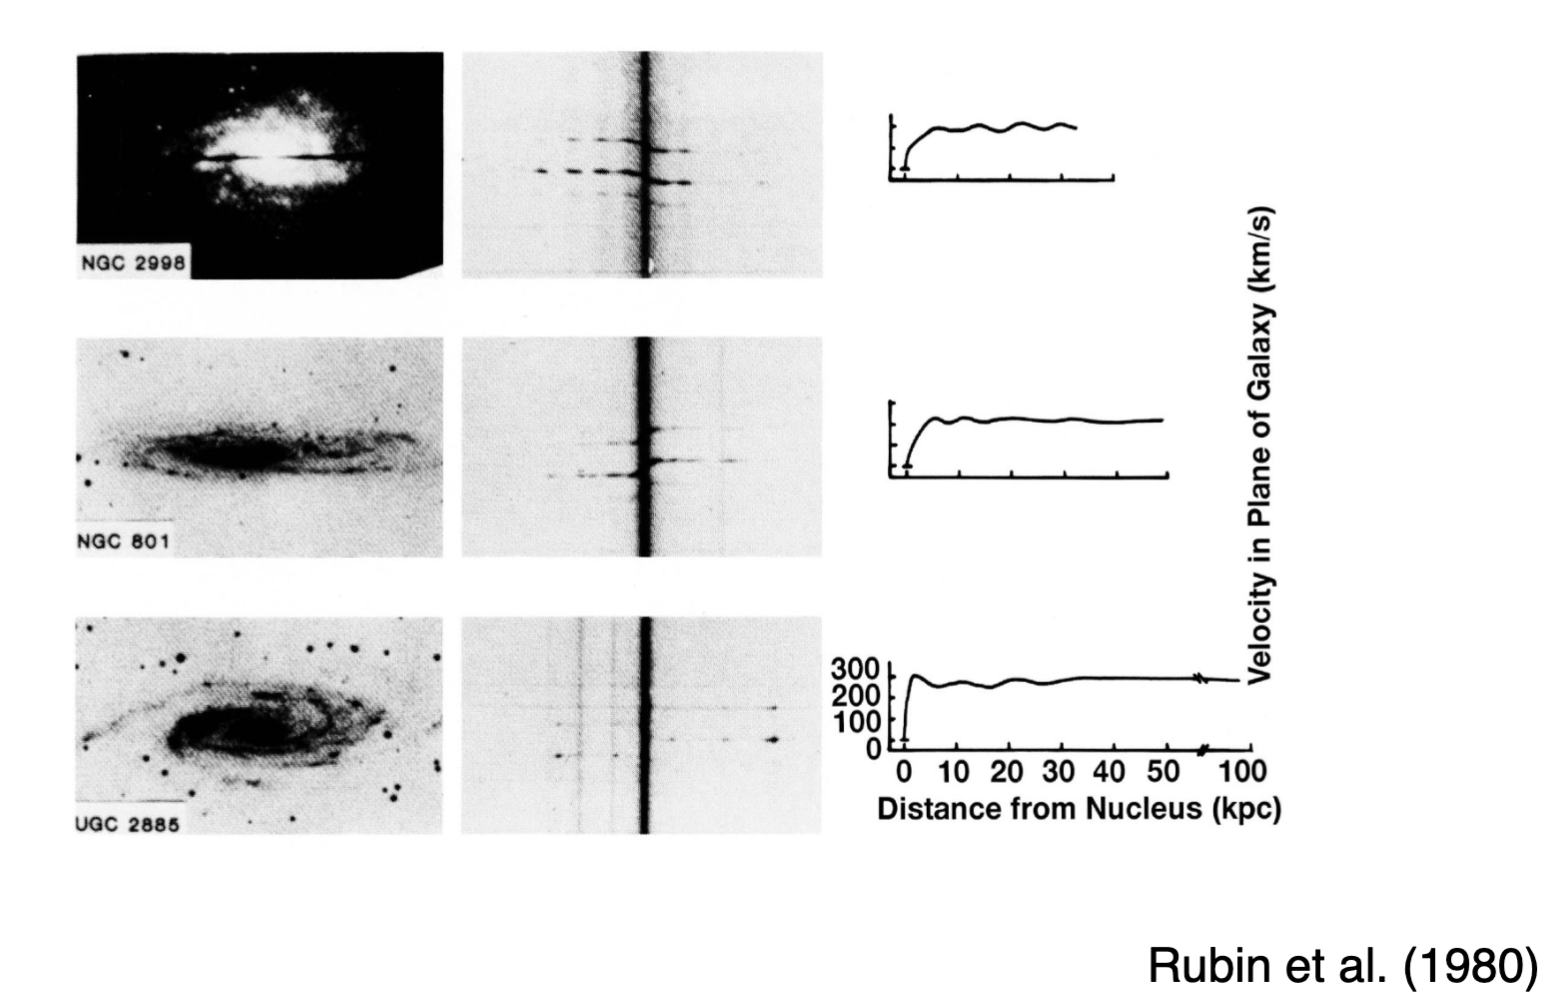 NGC 2998
NGC 801
UGC 2885
Velocity in Plane of Galaxy (km/s)
300
200
100
0
0 10 20 30 40 50 100
Distance from Nucleus (kpc)
Rubin et al. (1980)